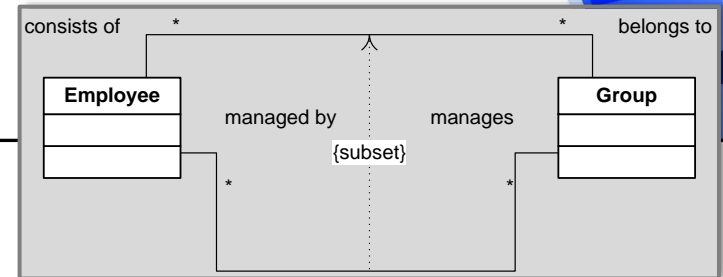 consists of * * belongs to
Employee
Group
managed by
manages
{subset}
* *